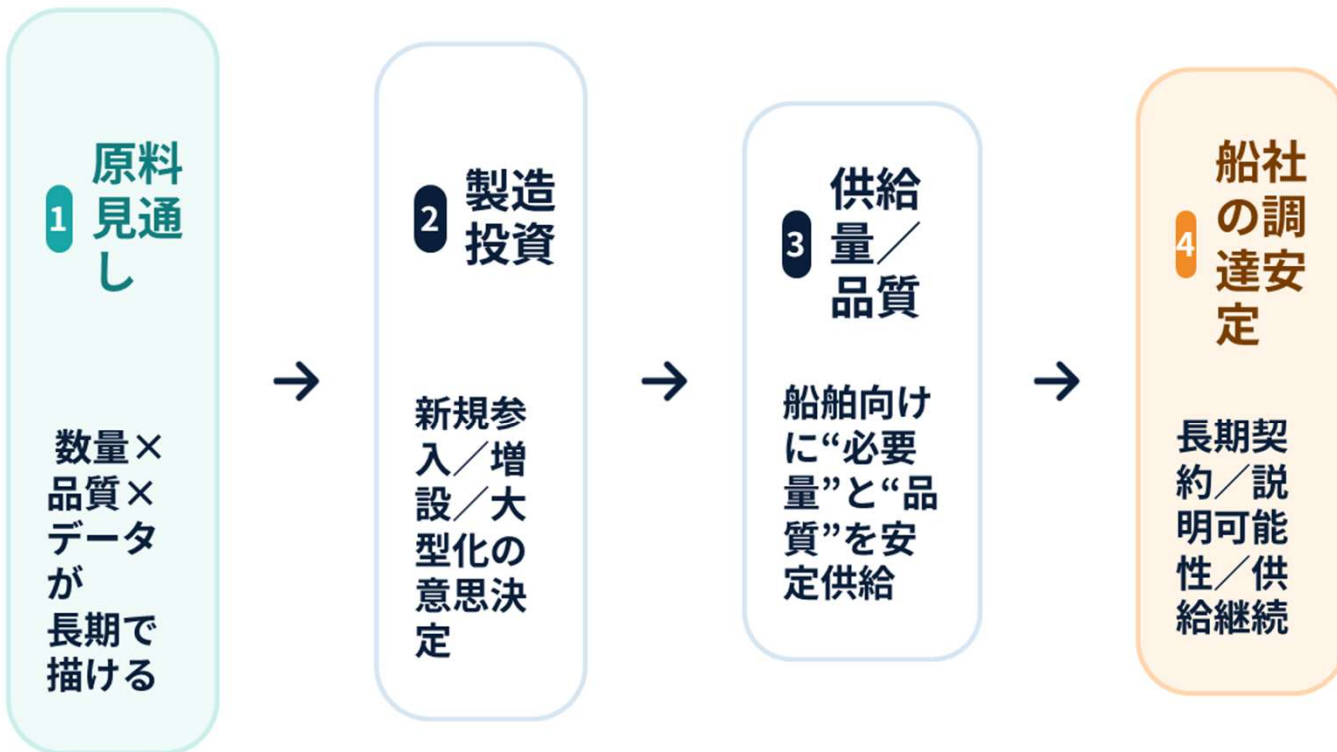 1
原料
見通
し
数量×
品質×
データ
が
長期で
描ける
→
2
製造
投資
新規参
入／増
設／大
型化の
意思決
定
→
3
供給
量／
品質
船舶向け
に“必要
量”と“品
質”を安
定供給
→
4
船社
の調
達安
定
長期契
約／説
明可能
性／供
給継続